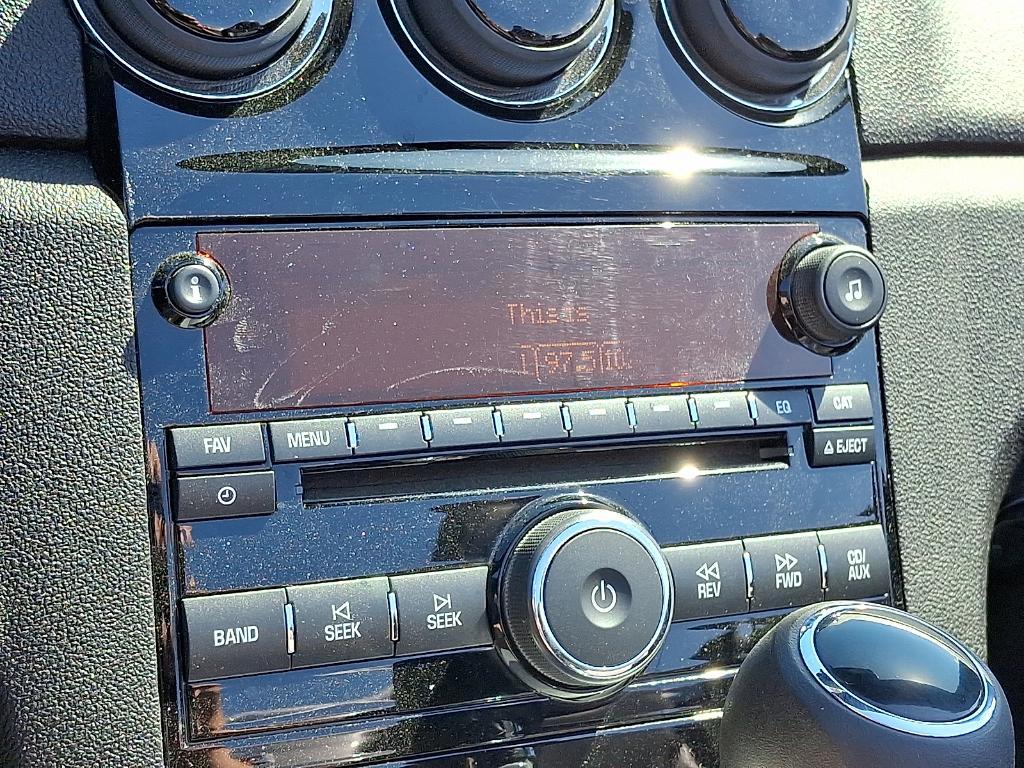 i
This is
97.5
FAV
MENU
EQ
CAT
EJECT
BAND
SEEK
SEEK
REV
FWD
CD/
AUX